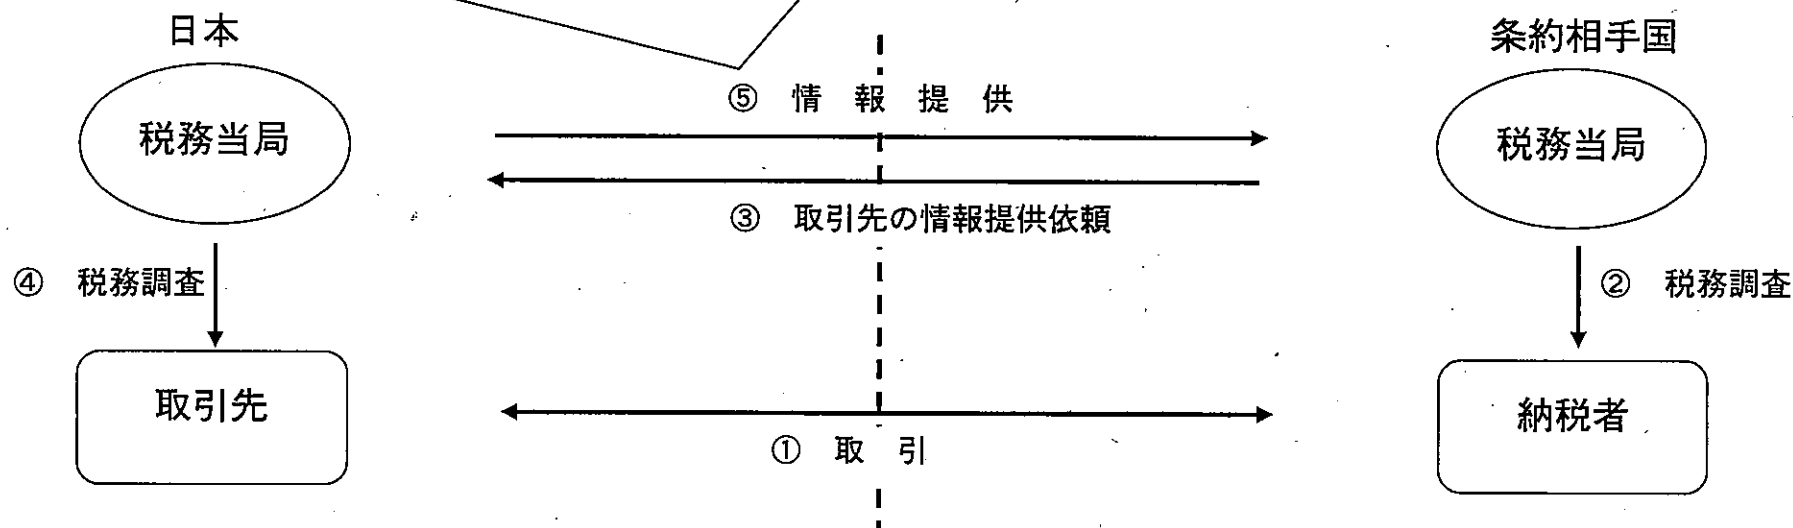 日本
条約相手国
⑤ 情報提供
税務当局
税務当局
③ 取引先の情報提供依頼
④ 税務調査
② 税務調査
取引先
納税者
① 取引